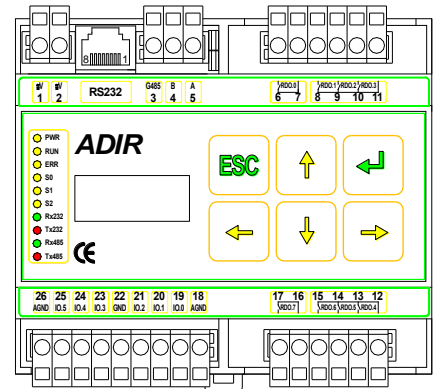 8 1
⎓V ⎓V RS232 G485 B A RDO.0 RDO.1 RDO.2 RDO.3
1 2 3 4 5 6 7 8 9 10 11
PWR
RUN
ERR
S0
S1
S2
Rx232
Tx232
Rx485
Tx485
ADIR
CE
ESC
26 25 24 23 22 21 20 19 18 17 16 15 14 13 12
AGND IO.5 IO.4 IO.3 GND IO.2 IO.1 IO.0 AGND RDO.7 RDO.6 RDO.5 RDO.4